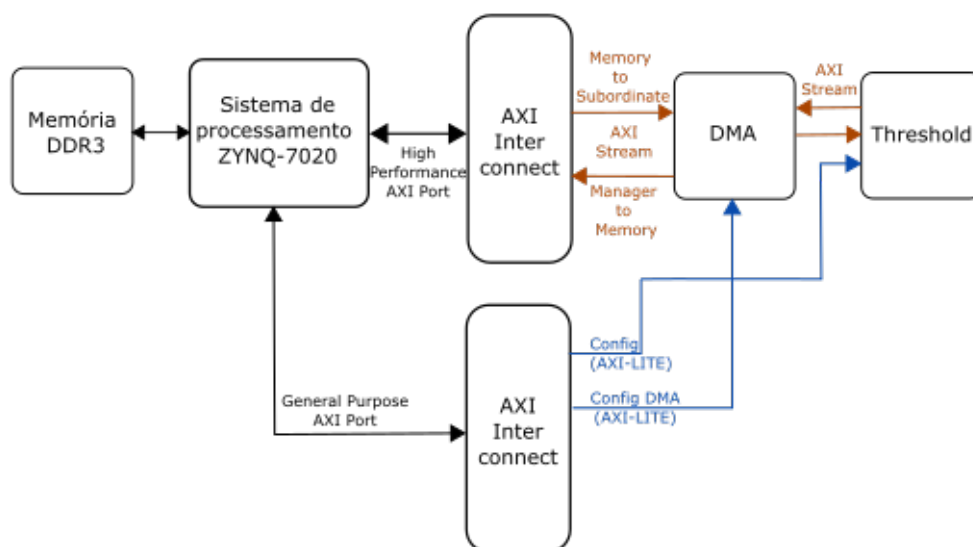 Memória
DDR3
Sistema de
processamento
ZYNQ-7020
High
Performance
AXI Port
AXI
Inter
connect
Memory
to
Subordinate
AXI
Stream
Manager
to
Memory
DMA
AXI
Stream
Threshold
General Purpose
AXI Port
AXI
Inter
connect
Config
(AXI-LITE)
Config DMA
(AXI-LITE)